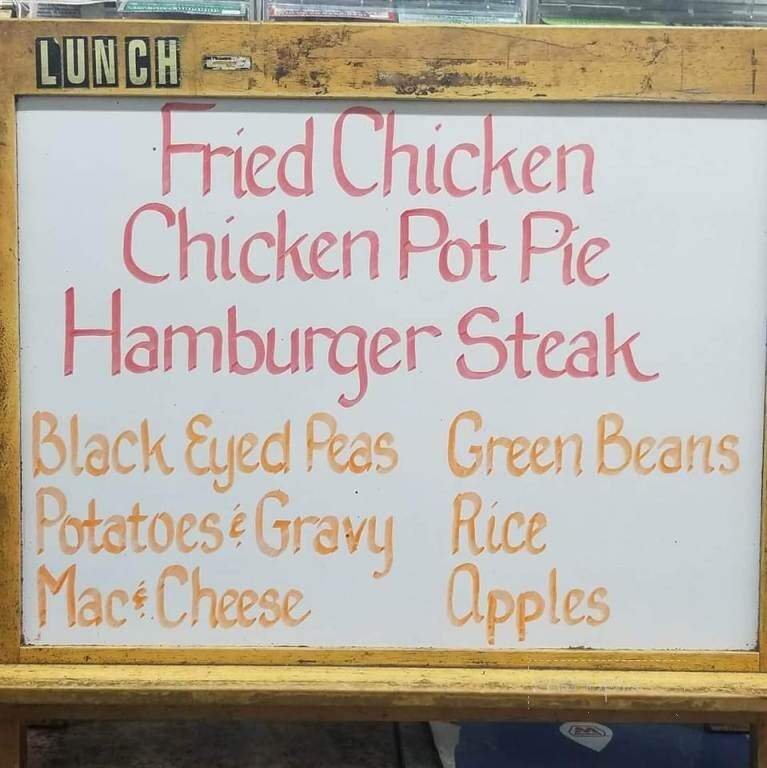 LUNCH
Fried Chicken
Chicken Pot Pie
Hamburger Steak
Black Eyed Peas Green Beans
Potatoes & Gravy Rice
Mac & Cheese Apples